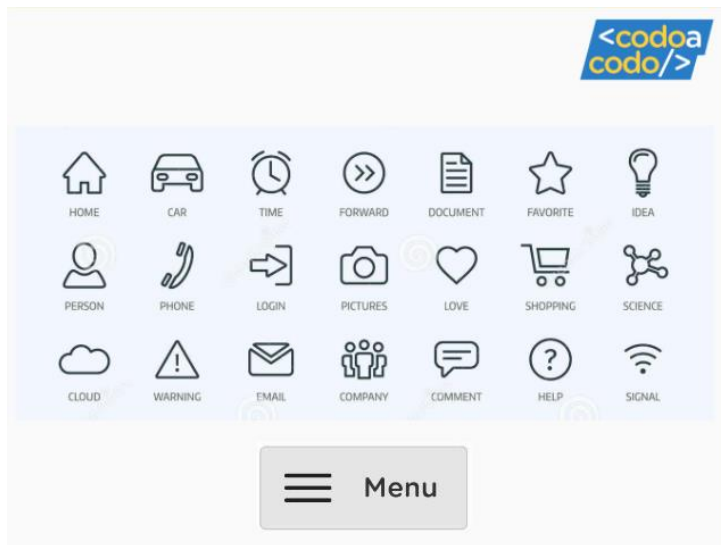 <codoa
codo/>
HOME CAR TIME FORWARD DOCUMENT FAVORITE IDEA
PERSON PHONE LOGIN PICTURES LOVE SHOPPING SCIENCE
CLOUD WARNING EMAIL COMPANY COMMENT HELP SIGNAL
Menu